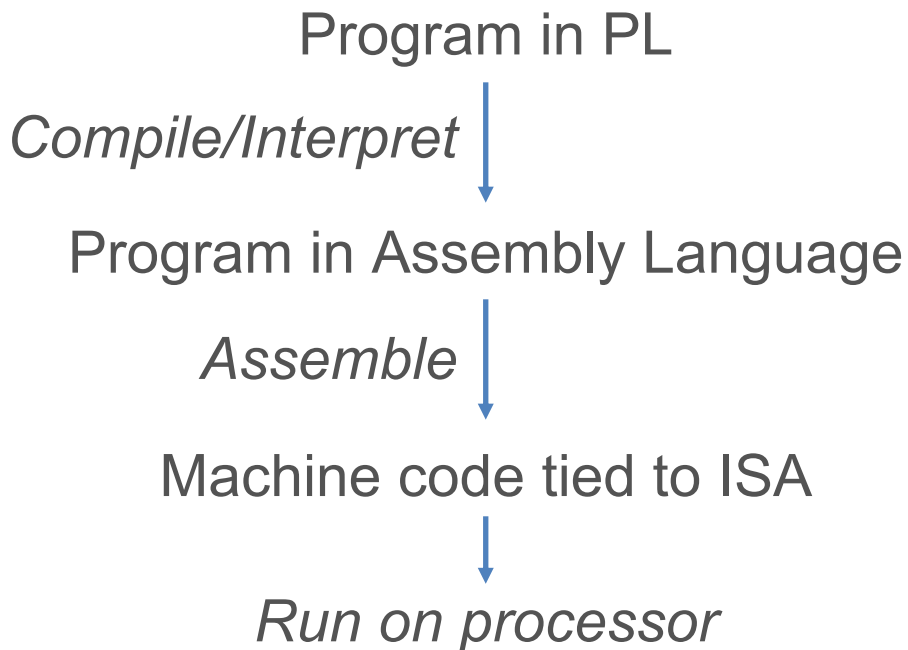 Program in PL
Compile/Interpret
Program in Assembly Language
Assemble
Machine code tied to ISA
Run on processor